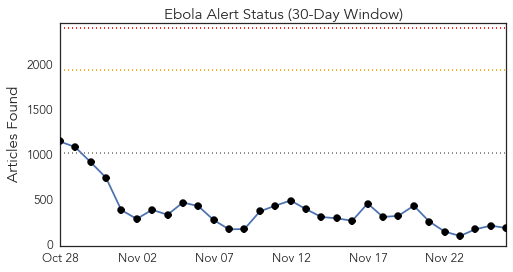 Ebola Alert Status (30-Day Window)
Articles Found
2000
1500
1000
500
0
Oct 28 Nov 02 Nov 07 Nov 12 Nov 17 Nov 22